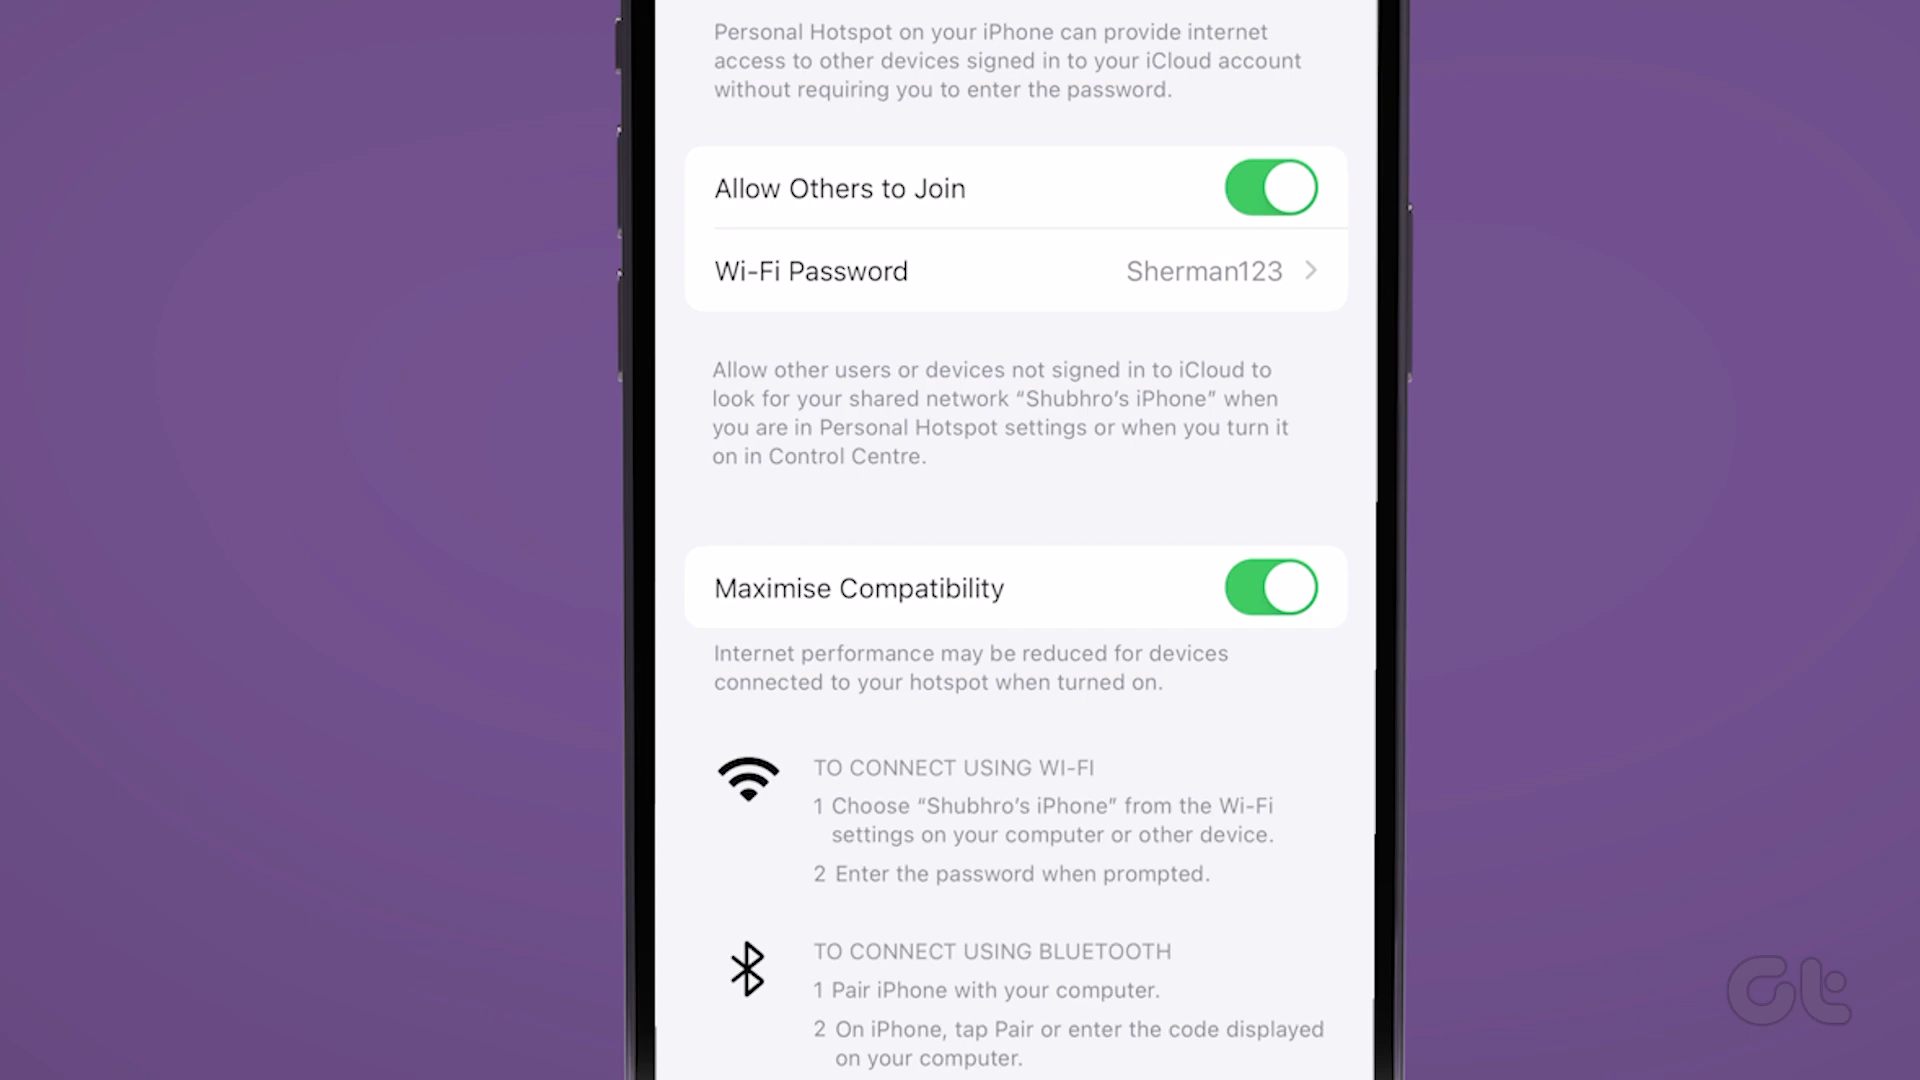 Personal Hotspot on your iPhone can provide internet
access to other devices signed in to your iCloud account
without requiring you to enter the password.
Allow Others to Join
Wi-Fi Password Sherman123
Allow other users or devices not signed in to iCloud to
look for your shared network “Shubhro’s iPhone” when
you are in Personal Hotspot settings or when you turn it
on in Control Centre.
Maximise Compatibility
Internet performance may be reduced for devices
connected to your hotspot when turned on.
TO CONNECT USING WI-FI
1 Choose “Shubhro’s iPhone” from the Wi-Fi
settings on your computer or other device.
2 Enter the password when prompted.
TO CONNECT USING BLUETOOTH
1 Pair iPhone with your computer.
2 On iPhone, tap Pair or enter the code displayed
on your computer.
Gt